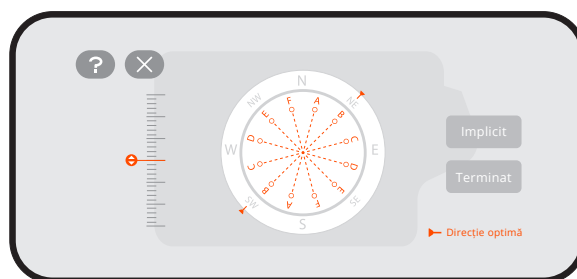 ?
N
NW
NE
F A
E B
D C
W E
C D
B E
A F
SW
SE
S
Implicit
Terminat
Direcție optimă